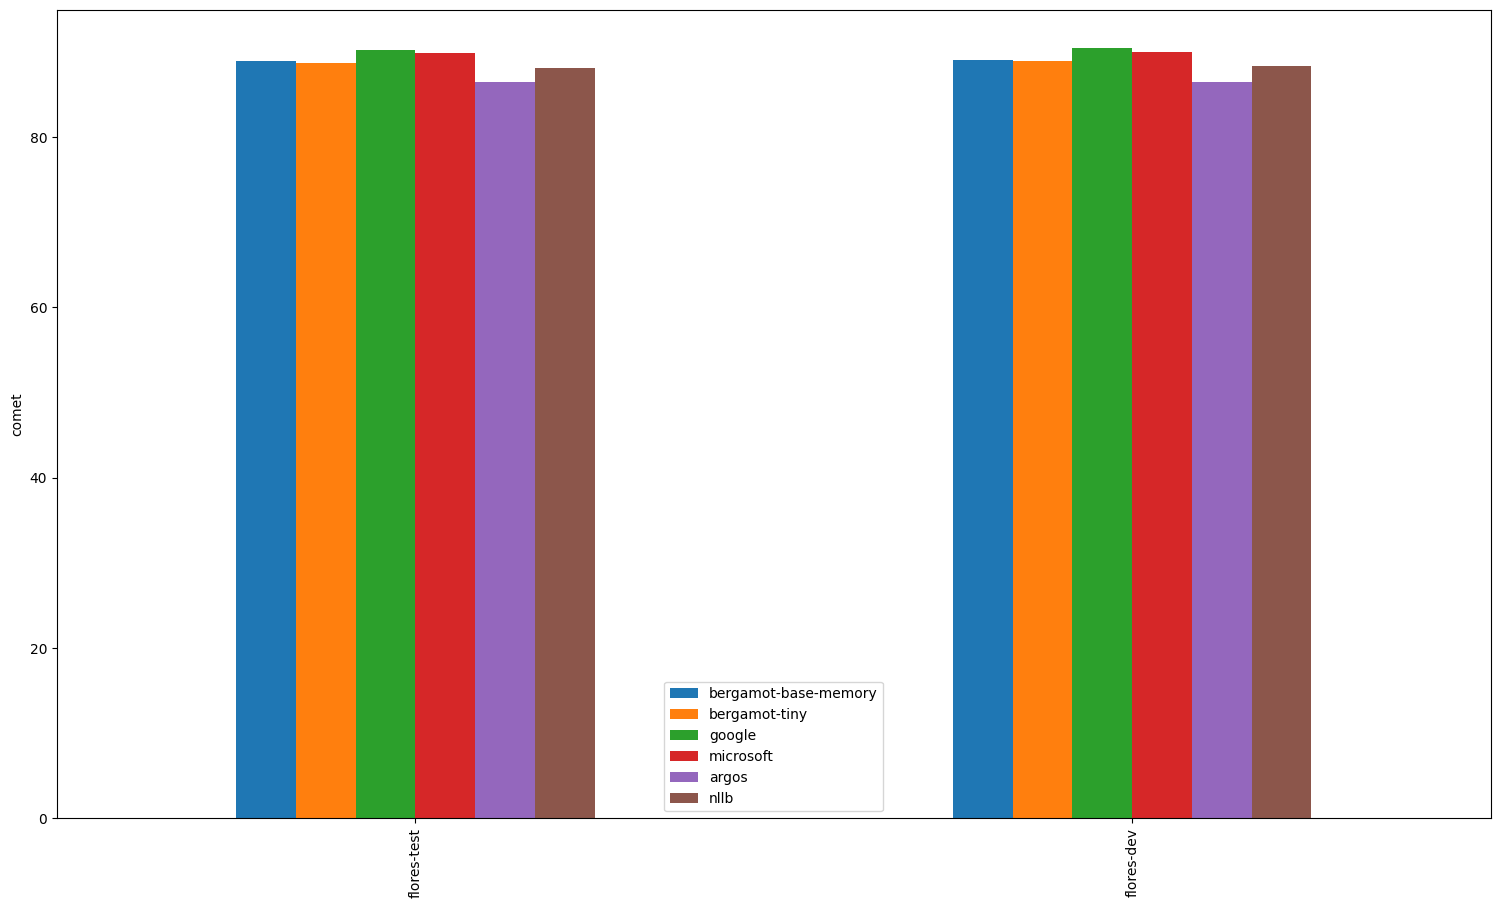 80
60
40
20
0
comet
bergamot-base-memory
bergamot-tiny
google
microsoft
argos
nllb
flores-test
flores-dev